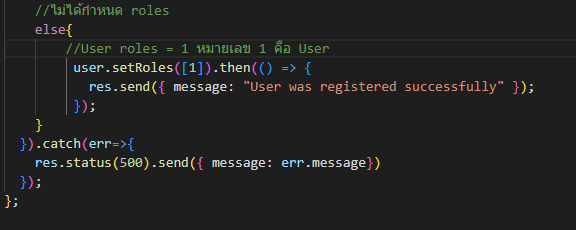 //ไม่ได้กำหนด roles
else{
//User roles = 1 หมายเลข 1 คือ User
user.setRoles([1]).then(() => {
res.send({ message: "User was registered successfully" });
});
}
}).catch(err=>{
res.status(500).send({ message: err.message})
});
};